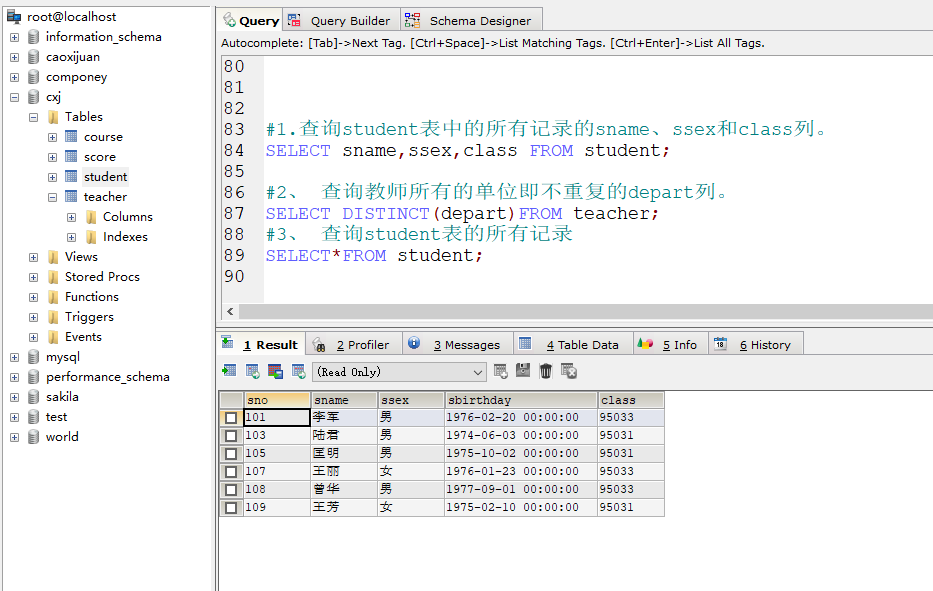 root@localhost
information_schema
caoxijuan
componey
cxj
Tables
course
score
student
teacher
Columns
Indexes
Views
Stored Procs
Functions
Triggers
Events
mysql
performance_schema
sakila
test
world
Query Query Builder Schema Designer
Autocomplete: [Tab]->Next Tag. [Ctrl+Space]->List Matching Tags. [Ctrl+Enter]->List All Tags.
80
81
82
83 #1.查询student表中的所有记录的sname、ssex和class列。
84 SELECT sname,ssex,class FROM student;
85
86 #2、 查询教师所有的单位即不重复的depart列。
87 SELECT DISTINCT(depart)FROM teacher;
88 #3、 查询student表的所有记录
89 SELECT*FROM student;
90
1 Result 2 Profiler 3 Messages 4 Table Data 5 Info 18 6 History
(Read Only)
sno sname ssex sbirthday class
101 李军 男 1976-02-20 00:00:00 95033
103 陆君 男 1974-06-03 00:00:00 95031
105 匡明 男 1975-10-02 00:00:00 95031
107 王丽 女 1976-01-23 00:00:00 95033
108 曾华 男 1977-09-01 00:00:00 95033
109 王芳 女 1975-02-10 00:00:00 95031